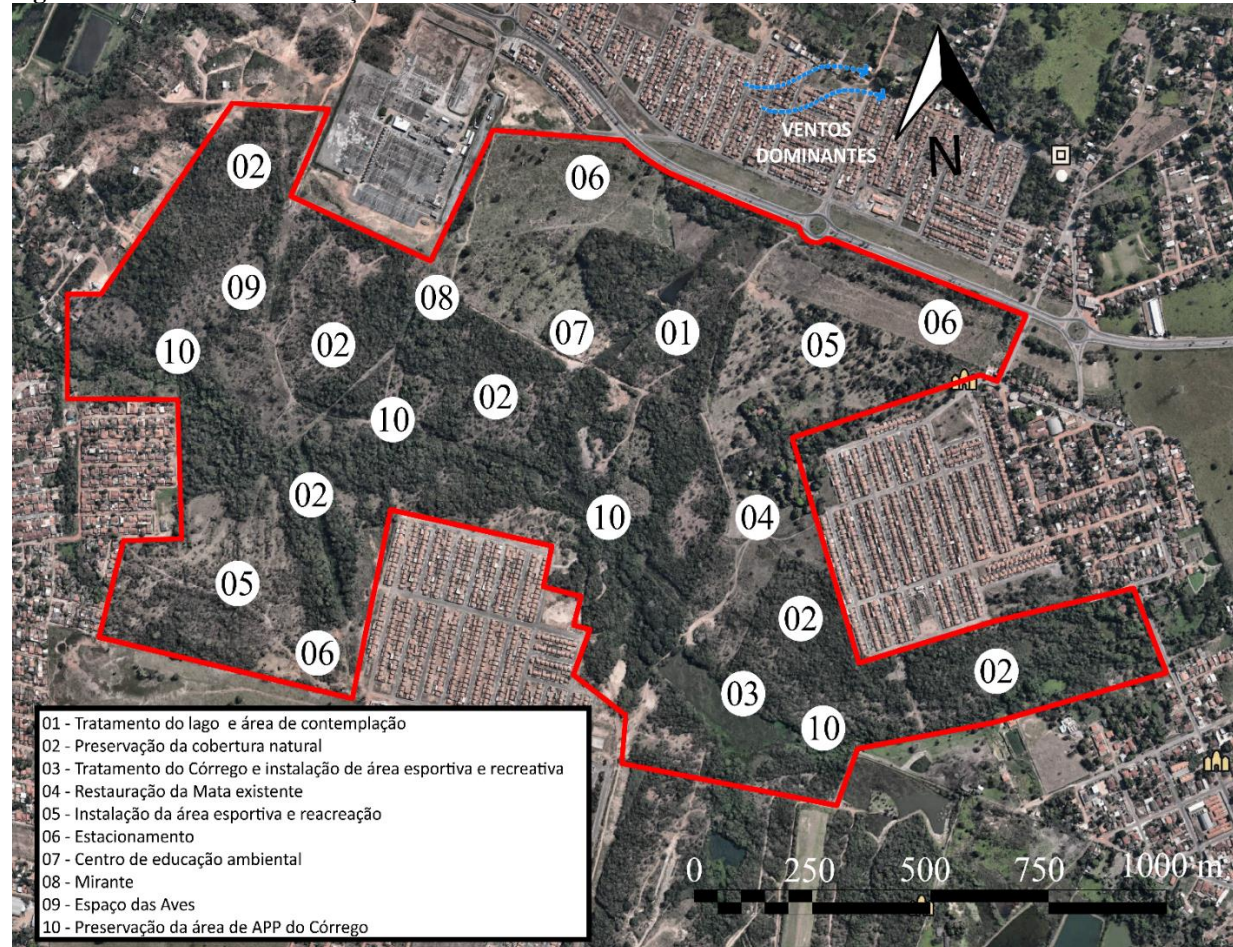 02
06
VENTOS
DOMINANTES
N
09
08
10
02
07
01
05
06
02
10
02
10
04
05
02
06
03
02
10
01 - Tratamento do lago e área de contemplação
02 - Preservação da cobertura natural
03 - Tratamento do Córrego e instalação de área esportiva e recreativa
04 - Restauração da Mata existente
05 - Instalação da área esportiva e reacreação
06 - Estacionamento
07 - Centro de educação ambiental
08 - Mirante
09 - Espaço das Aves
10 - Preservação da área de APP do Córrego
0 250 500 750 1000 m